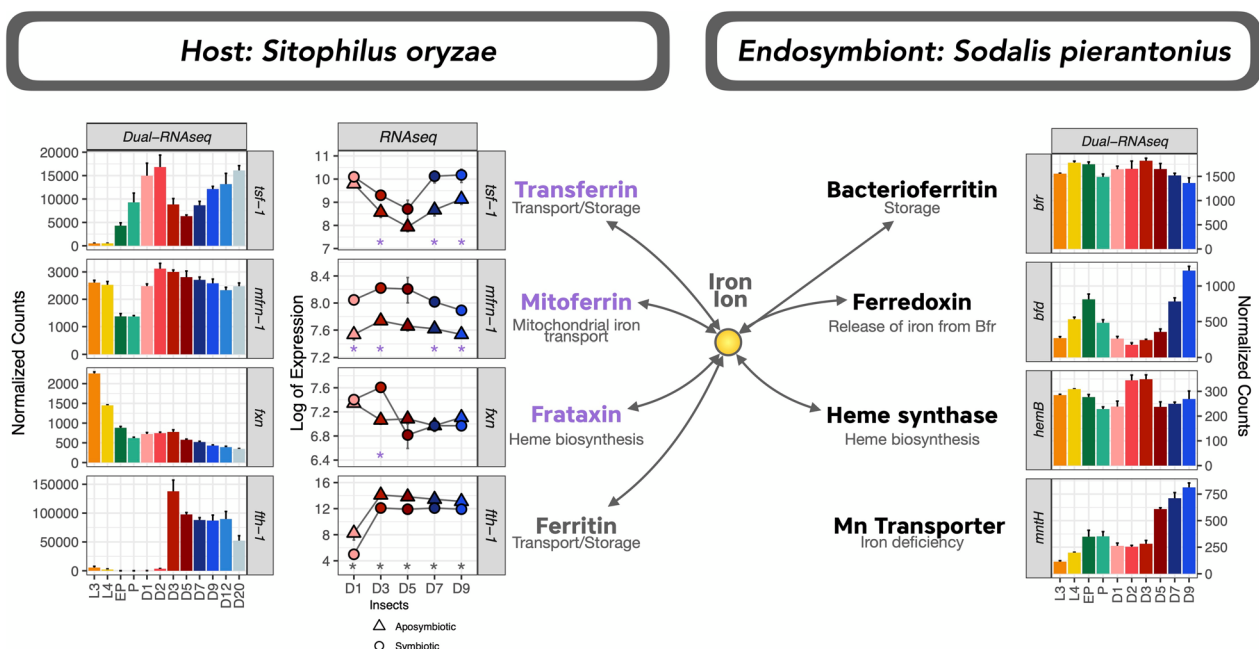 Host: Sitophilus oryzae
Endosymbiont: Sodalis pierantonius
Dual-RNAseq
Normalized Counts
20000
15000
10000
5000
0
tsf-1
3000
2000
1000
0
mfrn-1
2000
1500
1000
500
0
fxn
150000
100000
50000
0
fth-1
L3
L4
EP
P
D1
D2
D3
D5
D7
D9
D12
D20
RNAseq
Log of Expression
11
10
9
8
7
* * *
tsf-1
8.4
8.0
7.6
7.2
* * * *
mfrn-1
7.6
7.2
6.8
6.4
*
fxn
16
12
8
4
* * * * *
fth-1
D1 D3 D5 D7 D9
Insects
Aposymbiotic
Symbiotic
Transferrin
Transport/Storage
Mitoferrin
Mitochondrial iron
transport
Frataxin
Heme biosynthesis
Ferritin
Transport/Storage
Iron
Ion
Bacterioferritin
Storage
Ferredoxin
Release of iron from Bfr
Heme synthase
Heme biosynthesis
Mn Transporter
Iron deficiency
Dual-RNAseq
bfr
1500
1000
500
0
bfd
1000
500
0
hemB
300
200
100
0
mntH
750
500
250
0
Normalized Counts
L3
L4
EP
P
D1
D2
D3
D5
D7
D9